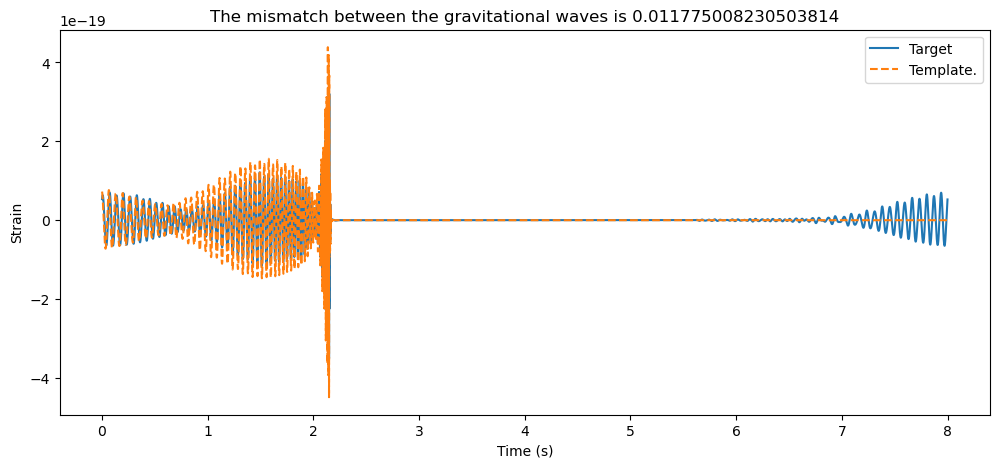 The mismatch between the gravitational waves is 0.011775008230503814
1e−19
Target
Template.
4
2
0
−2
−4
Strain
0
1
2
3
4
5
6
7
8
Time (s)